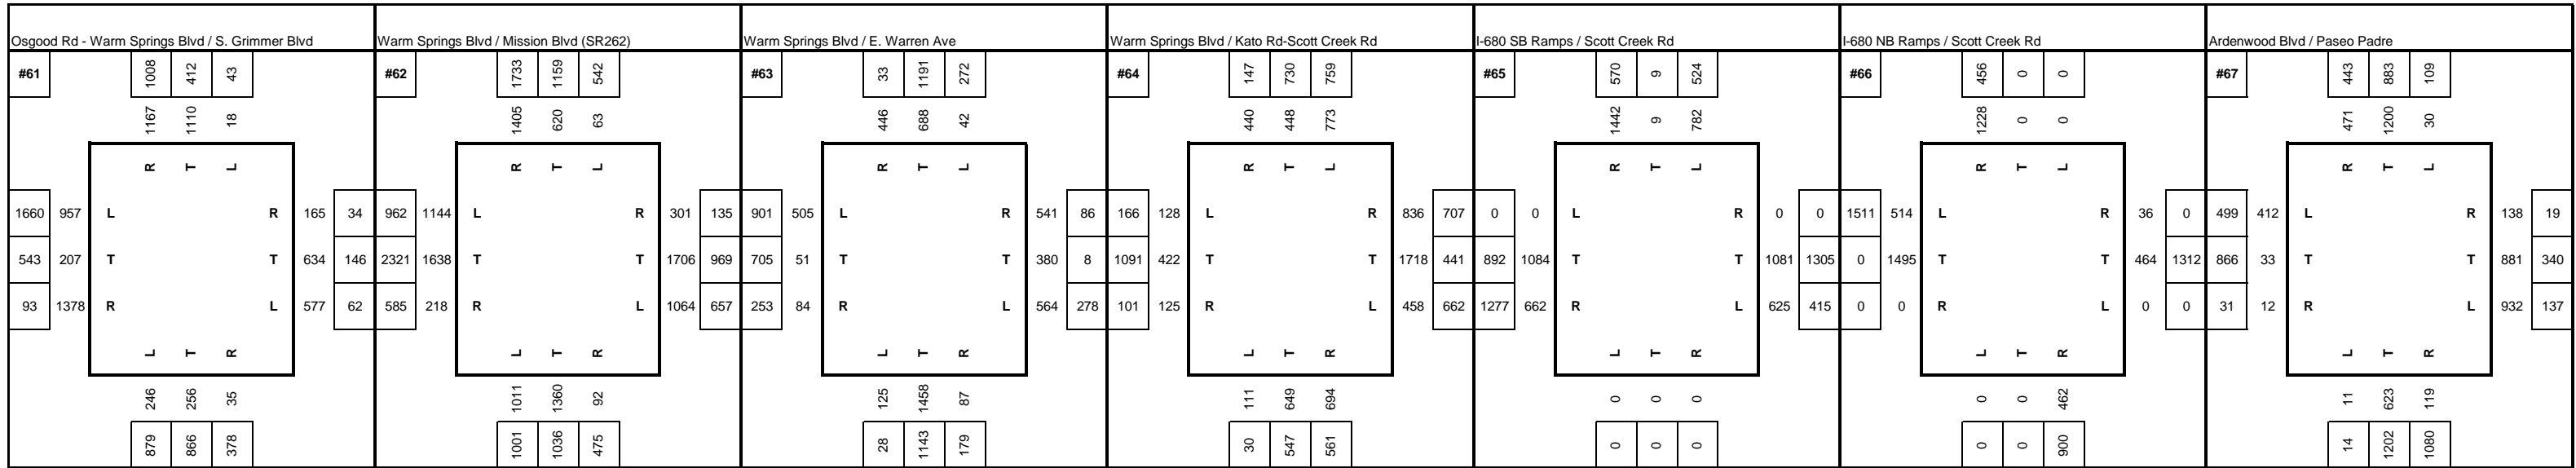 Osgood Rd - Warm Springs Blvd / S. Grimmer Blvd Warm Springs Blvd / Mission Blvd (SR262) Warm Springs Blvd / E. Warren Ave Warm Springs Blvd / Kato Rd-Scott Creek Rd I-680 SB Ramps / Scott Creek Rd I-680 NB Ramps / Scott Creek Rd Ardenwood Blvd / Paseo Padre
#61 1008 412 43 #62 1733 1159 542 #63 33 1191 272 #64 147 730 759 #65 570 9 524 #66 456 0 0 #67 443 883 109
1167 1110 18 1405 620 63 446 688 42 440 448 773 1442 9 782 1228 0 0 471 1200 30
R T L R T L R T L R T L R T L R T L R T L
1660 957 L R 165 34 962 1144 L R 301 135 901 505 L R 541 86 166 128 L R 836 707 0 0 L R 0 0 1511 514 L R 36 0 499 412 L R 138 19
543 207 T T 634 146 2321 1638 T T 1706 969 705 51 T T 380 8 1091 422 T T 1718 441 892 1084 T T 1081 1305 0 1495 T T 464 1312 866 33 T T 881 340
93 1378 R L 577 62 585 218 R L 1064 657 253 84 R L 564 278 101 125 R L 458 662 1277 662 R L 625 415 0 0 R L 0 0 31 12 R L 932 137
L T R L T R L T R L T R L T R L T R L T R
246 256 35 1011 1360 92 125 1458 87 111 649 694 0 0 0 0 0 462 11 623 119
879 866 378 1001 1036 475 28 1143 179 30 547 561 0 0 0 0 0 900 14 1202 1080